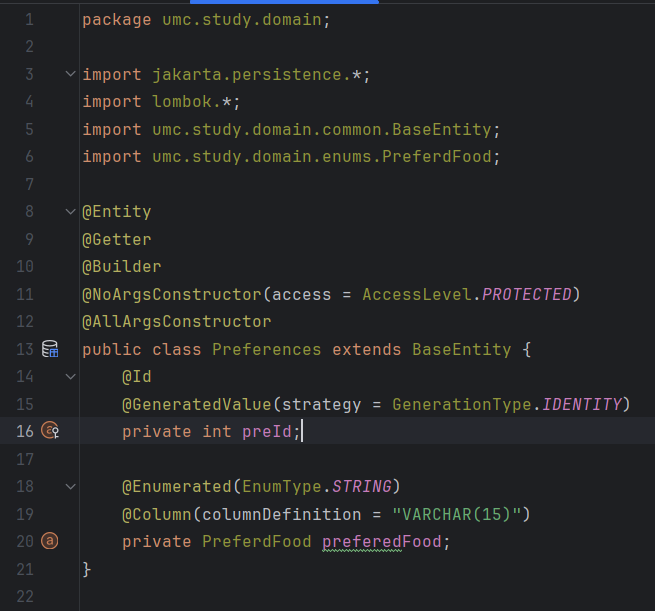 1 package umc.study.domain;
2
3 import jakarta.persistence.*;
4 import lombok.*;
5 import umc.study.domain.common.BaseEntity;
6 import umc.study.domain.enums.PreferdFood;
7
8 @Entity
9 @Getter
10 @Builder
11 @NoArgsConstructor(access = AccessLevel.PROTECTED)
12 @AllArgsConstructor
13 public class Preferences extends BaseEntity {
14 @Id
15 @GeneratedValue(strategy = GenerationType.IDENTITY)
16 private int preId;
17
18 @Enumerated(EnumType.STRING)
19 @Column(columnDefinition = "VARCHAR(15)")
20 private PreferdFood preferedFood;
21 }
22